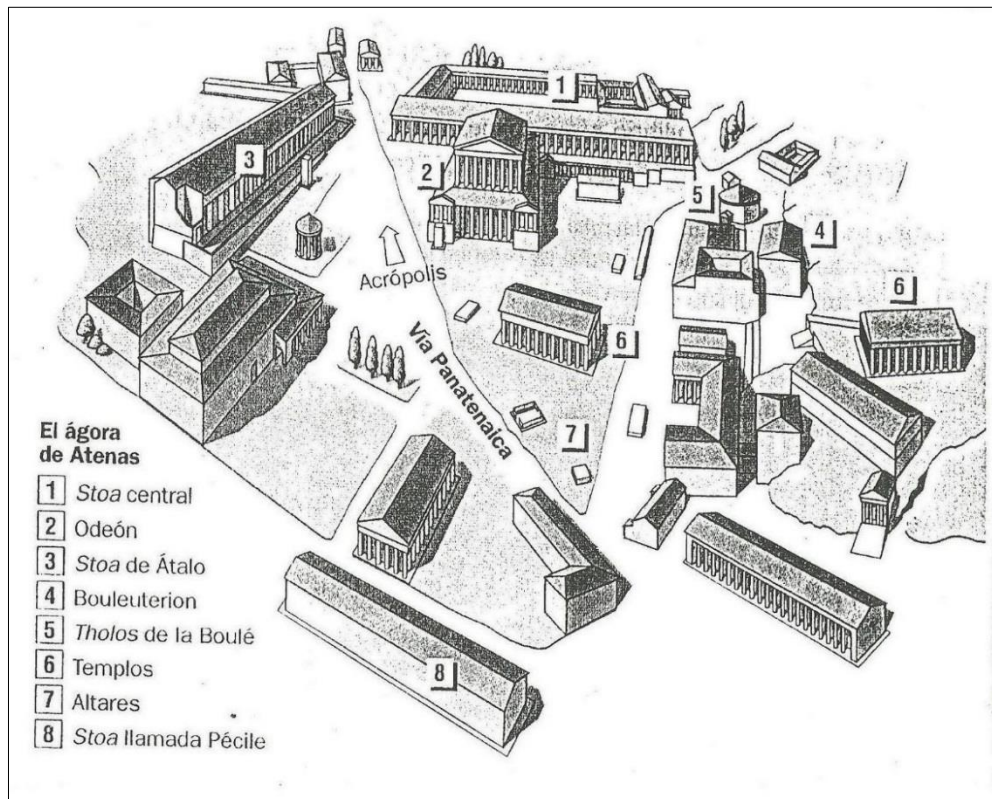 1
3
2
5
4
6
Acrópolis
6
Vía Panatenaica
7
8
El ágora
de Atenas
1 Stoa central
2 Odeón
3 Stoa de Átalo
4 Bouleuterion
5 Tholos de la Boulé
6 Templos
7 Altares
8 Stoa llamada Pécile